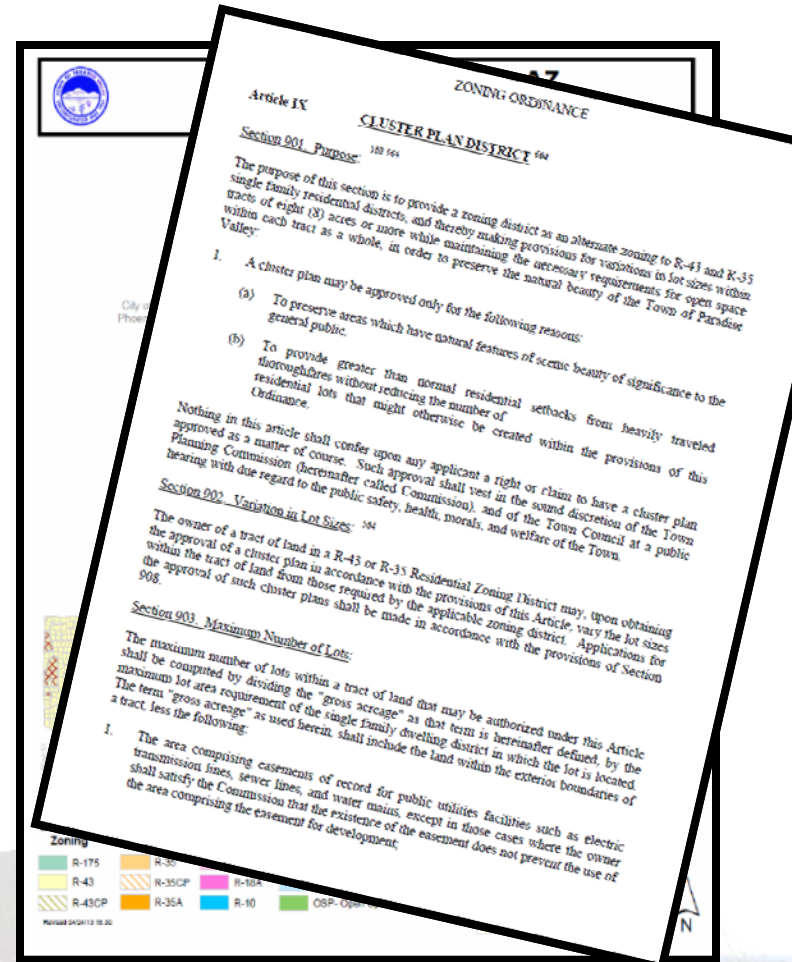 AZ
ZONING ORDINANCE
Article IX
CLUSTER PLAN DISTRICT 564
Section 901. Purpose: 188 564
The purpose of this section is to provide a zoning district as an alternate zoning to R-43 and R-35
single family residential districts, and thereby making provisions for variations in lot sizes within
tracts of eight (8) acres or more while maintaining the necessary requirements for open space
within each tract as a whole, in order to preserve the natural beauty of the Town of Paradise
Valley:
1. A cluster plan may be approved only for the following reasons:
(a) To preserve areas which have natural features of scenic beauty of significance to the
general public.
(b) To provide greater than normal residential setbacks from heavily traveled
thoroughfares without reducing the number of
residential lots that might otherwise be created within the provisions of this
Ordinance.
Nothing in this article shall confer upon any applicant a right or claim to have a cluster plan
approved as a matter of course. Such approval shall vest in the sound discretion of the Town
Planning Commission (hereinafter called Commission), and of the Town Council at a public
hearing with due regard to the public safety, health, morals, and welfare of the Town.
Section 902. Variation in Lot Sizes: 564
The owner of a tract of land in a R-43 or R-35 Residential Zoning District may, upon obtaining
the approval of a cluster plan in accordance with the provisions of this Article, vary the lot sizes
within the tract of land from those required by the applicable zoning district. Applications for
the approval of such cluster plans shall be made in accordance with the provisions of Section
908.
Section 903. Maximum Number of Lots:
The maximum number of lots within a tract of land that may be authorized under this Article
shall be computed by dividing the "gross acreage" as that term is hereinafter defined, by the
maximum lot area requirement of the single family dwelling district in which the lot is located.
The term "gross acreage" as used herein, shall include the land within the exterior boundaries of
a tract, less the following:
1. The area comprising easements of record for public utilities facilities such as electric
transmission lines, sewer lines, and water mains, except in those cases where the owner
shall satisfy the Commission that the existence of the easement does not prevent the use of
the area comprising the easement for development;
City of
Phoe
Zoning
R-175
R-43
R-43CP
R-35
R-35CP
R-35A
R-18A
R-10
OSP- Open
N